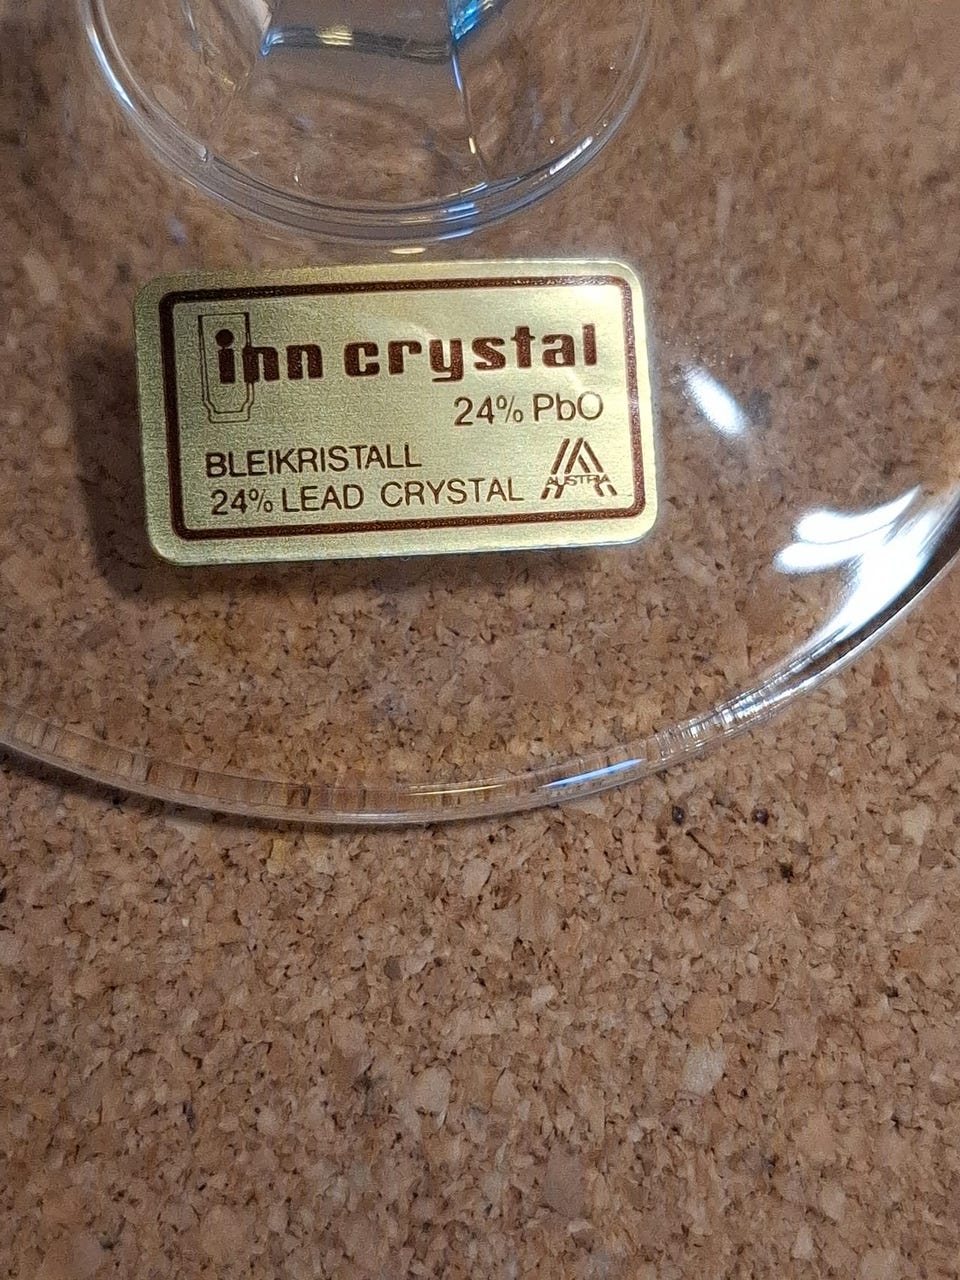 inn crystal
24% PbO
BLEIKRISTALL
24% LEAD CRYSTAL
AUSTRIA